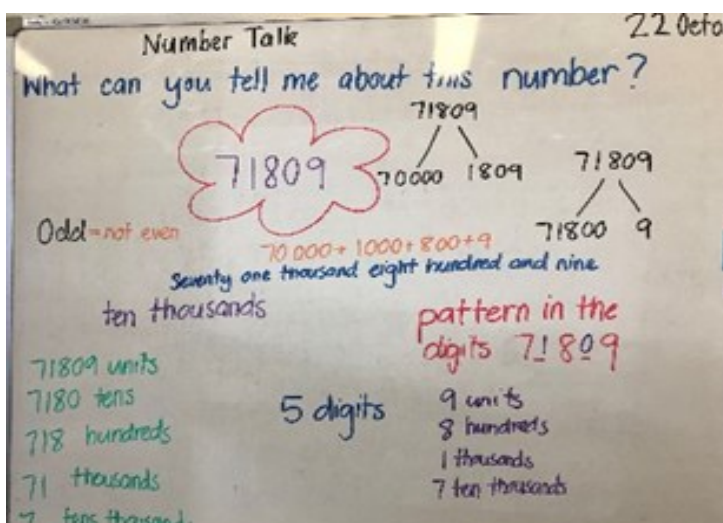 Number Talk
22 Octo
What can you tell me about this number?
71809
71809
70000 1809
71809
71800 9
Odd = not even
70 000 + 1000 + 800 + 9
Seventy one thousand eight hundred and nine
ten thousands
pattern in the
digits 71809
71809 units
7180 tens
718 hundreds
71 thousands
7 tens thousand
5 digits
9 units
8 hundreds
1 thousands
7 ten thousands